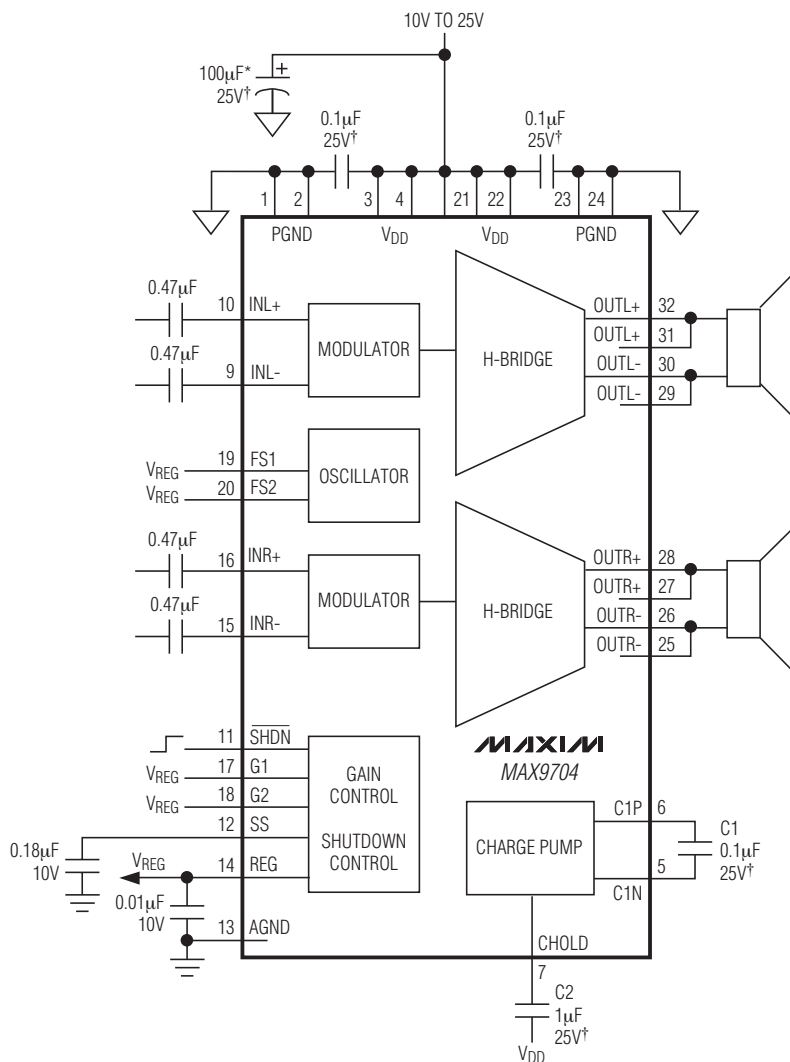 10V TO 25V
100µF*
25V†
+
0.1µF
25V†
0.1µF
25V†
1
2
3
4
21
22
23
24
PGND
VDD
VDD
PGND
0.47µF
10
INL+
MODULATOR
H-BRIDGE
OUTL+
32
OUTL+
31
0.47µF
9
INL-
OUTL-
30
OUTL-
29
VREG
19
FS1
OSCILLATOR
VREG
20
FS2
0.47µF
16
INR+
MODULATOR
H-BRIDGE
OUTR+
28
OUTR+
27
0.47µF
15
INR-
OUTR-
26
OUTR-
25
11
SHDN
MAXIM
MAX9704
VREG
17
G1
GAIN
CONTROL
VREG
18
G2
12
SS
SHUTDOWN
CONTROL
0.18µF
10V
VREG
14
REG
0.01µF
10V
13
AGND
CHARGE PUMP
C1P
6
C1
0.1µF
25V†
5
C1N
CHOLD
7
C2
1µF
25V†
VDD